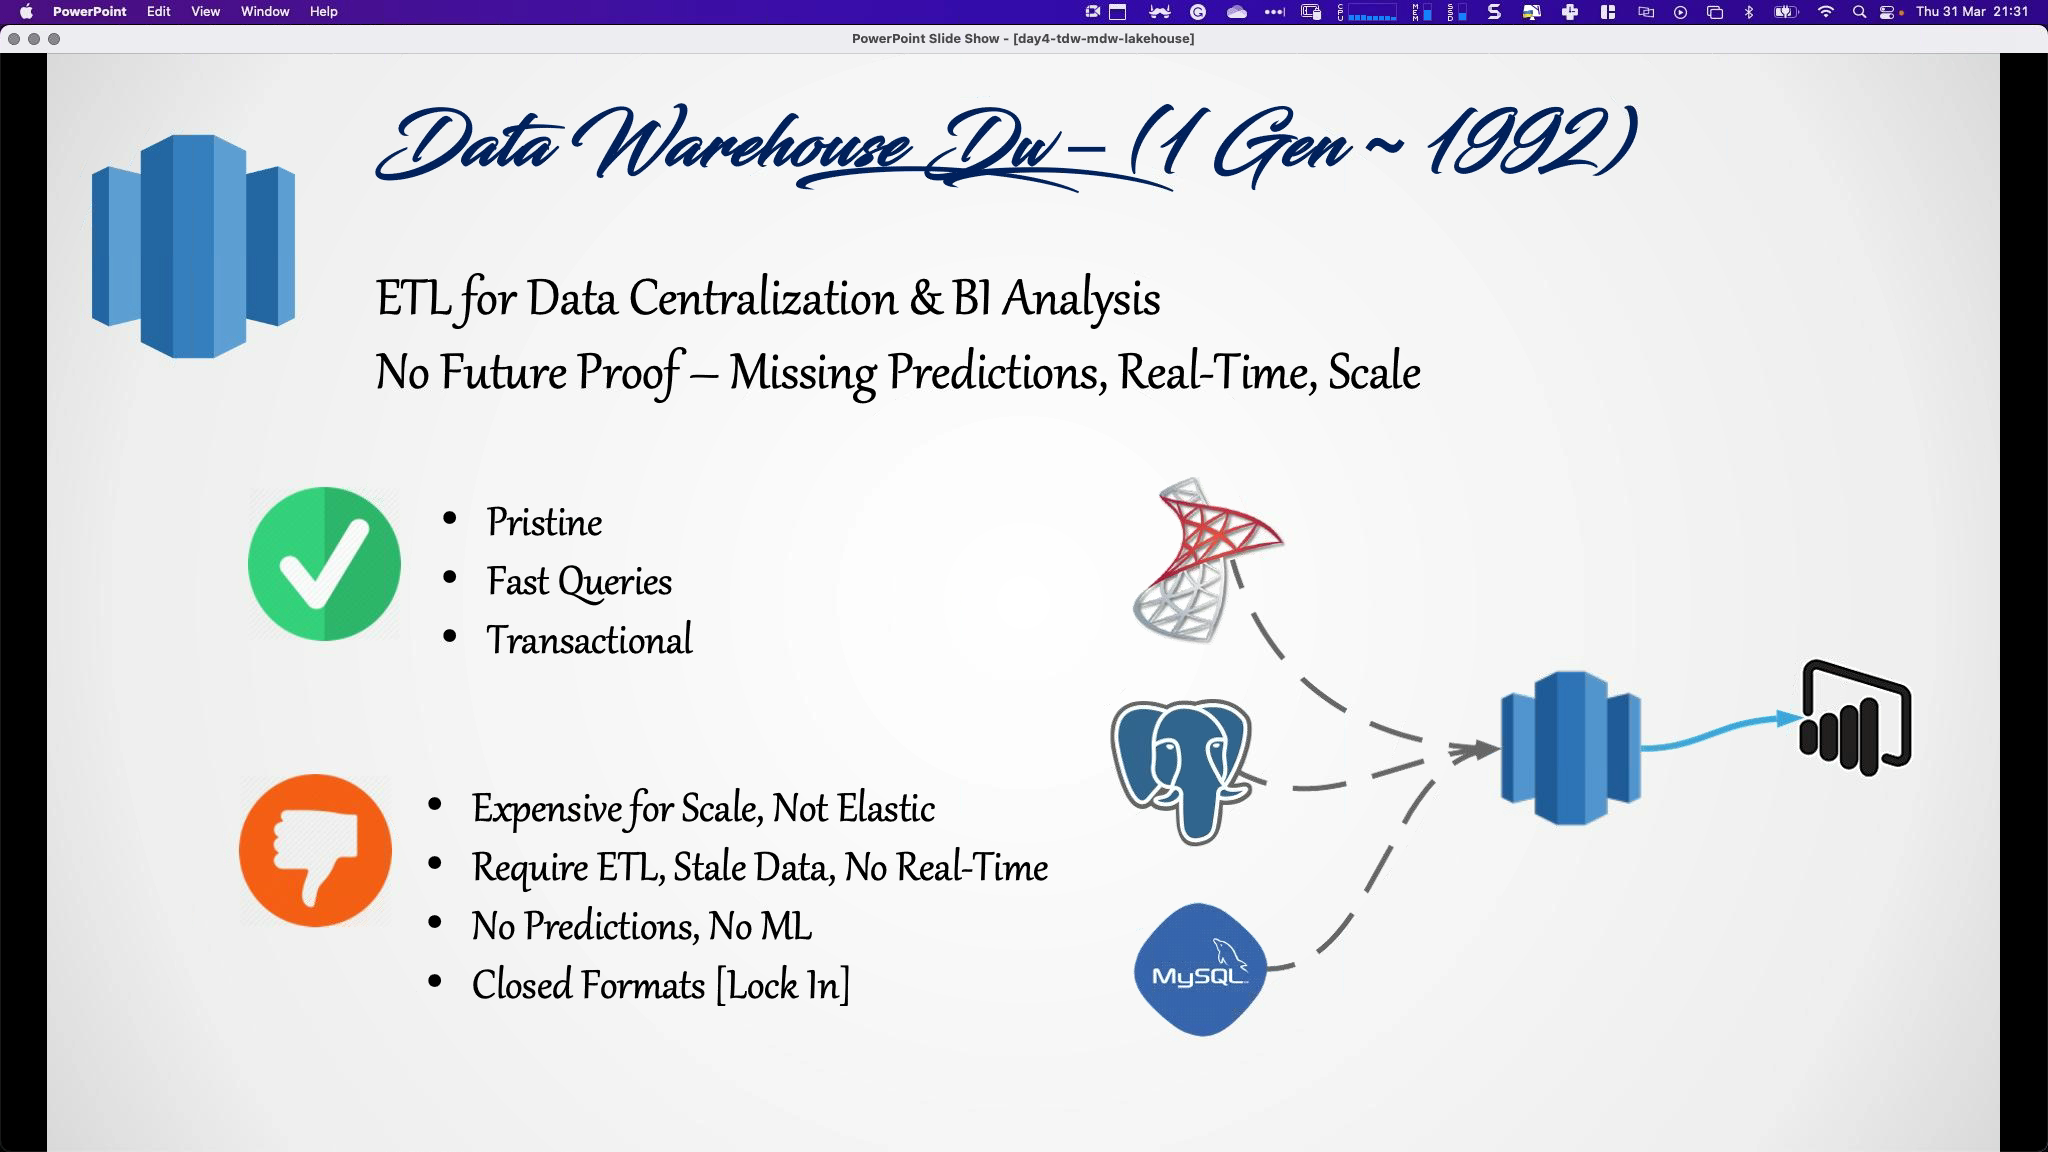 PowerPoint Edit View Window Help
Thu 31 Mar 21:31
PowerPoint Slide Show - [day4-tdw-mdw-lakehouse]
Data Warehouse Dw – (1 Gen ~ 1992)
ETL for Data Centralization & BI Analysis
No Future Proof – Missing Predictions, Real-Time, Scale
• Pristine
• Fast Queries
• Transactional
• Expensive for Scale, Not Elastic
• Require ETL, Stale Data, No Real-Time
• No Predictions, No ML
• Closed Formats [Lock In]
MySQL